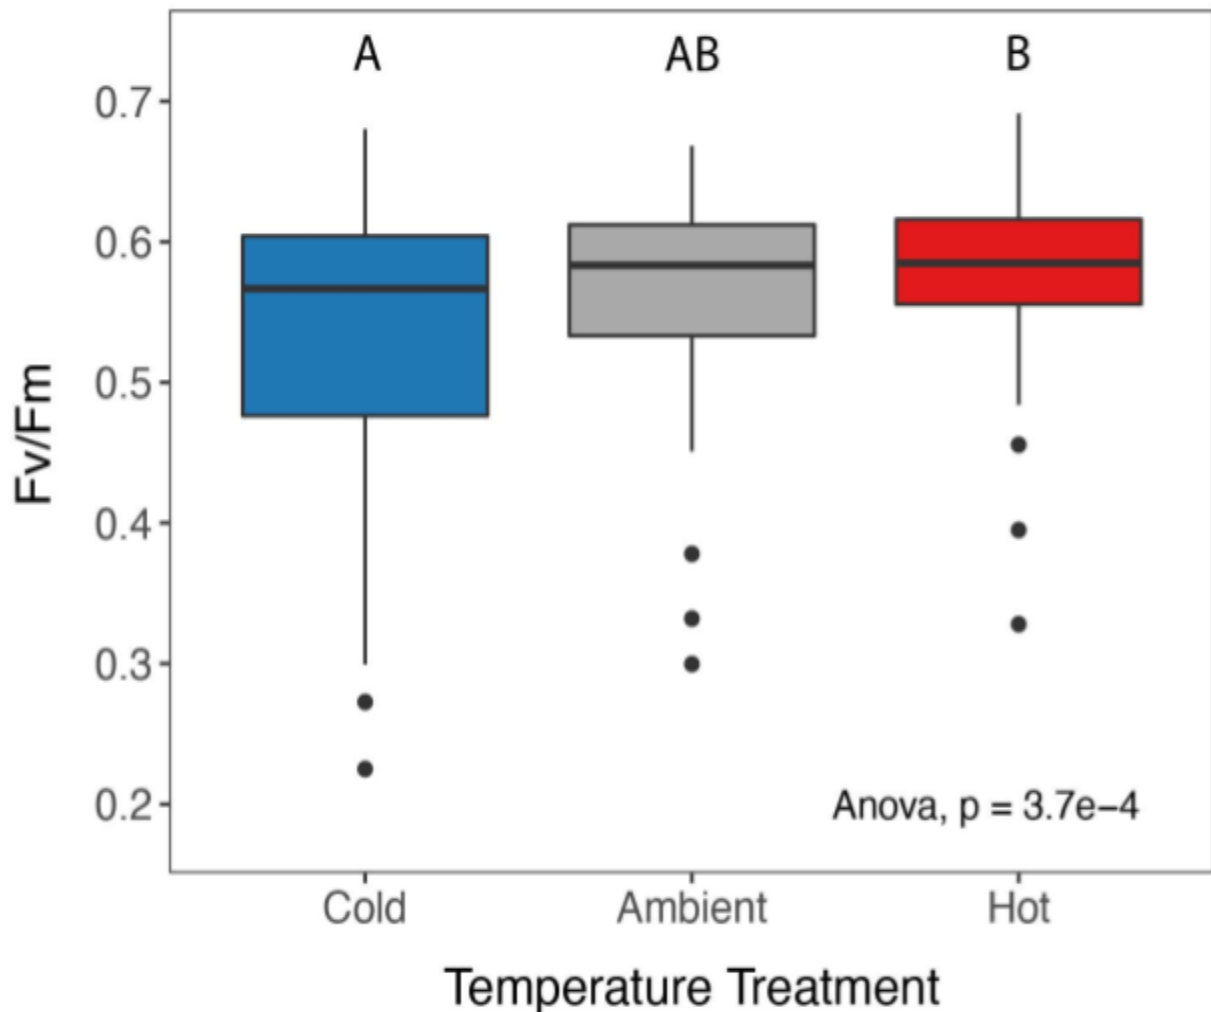 A AB B
0.7
0.6
0.5
0.4
0.3
0.2
Fv/Fm
Anova, p = 3.7e−4
Cold Ambient Hot
Temperature Treatment